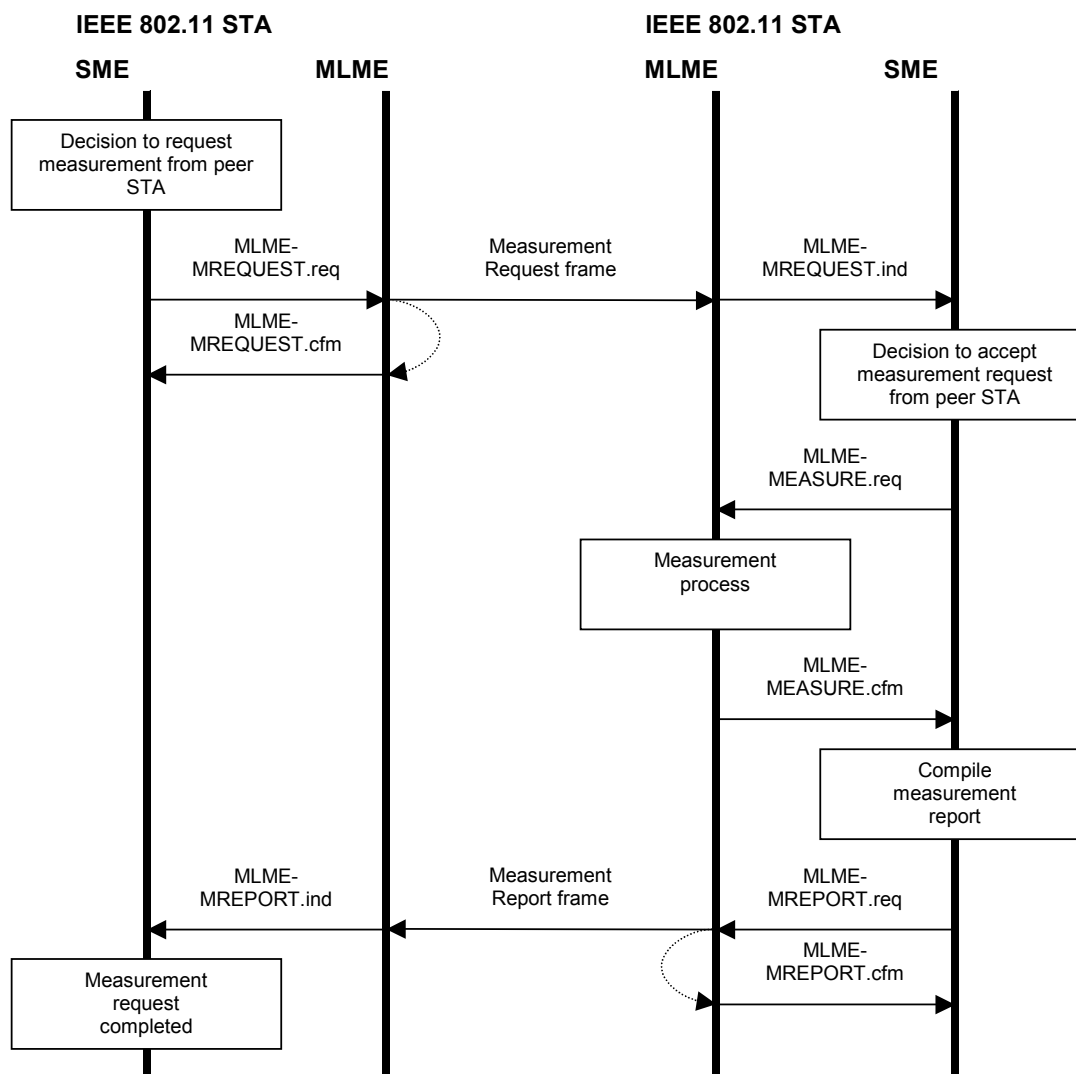 IEEE 802.11 STA
IEEE 802.11 STA
SME
MLME
MLME
SME
Decision to request
measurement from peer
STA
MLME-
MREQUEST.req
Measurement
Request frame
MLME-
MREQUEST.ind
MLME-
MREQUEST.cfm
Decision to accept
measurement request
from peer STA
MLME-
MEASURE.req
Measurement
process
MLME-
MEASURE.cfm
Compile
measurement
report
MLME-
MREPORT.ind
Measurement
Report frame
MLME-
MREPORT.req
MLME-
MREPORT.cfm
Measurement
request
completed